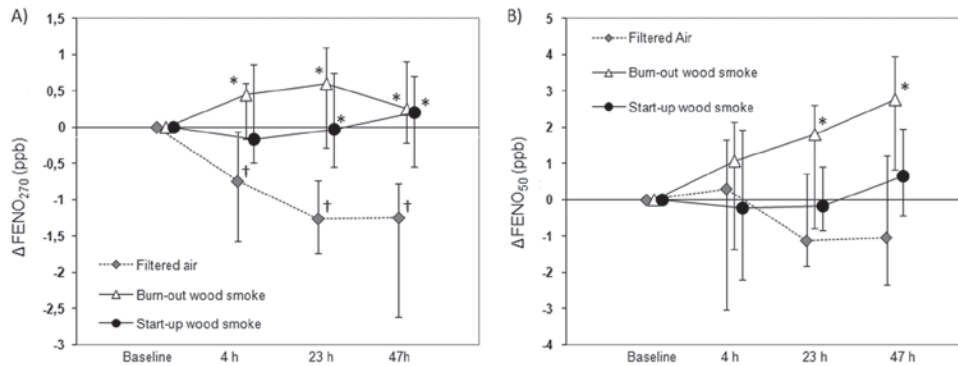 A)
1,5
1
0,5
0
-0,5
-1
-1,5
-2
-2,5
-3
ΔFENO270 (ppb)
* * * * *
† † †
Filtered air
Burn-out wood smoke
Start-up wood smoke
Baseline 4 h 23 h 47h
B)
5
4
3
2
1
0
-1
-2
-3
-4
ΔFENO50 (ppb)
Filtered Air
Burn-out wood smoke
Start-up wood smoke
* *
Baseline 4 h 23 h 47 h